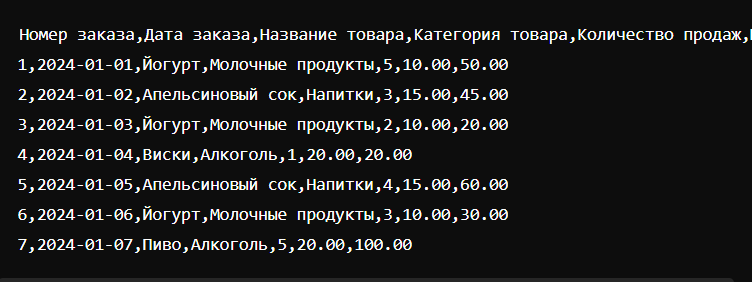 Номер заказа,Дата заказа,Название товара,Категория товара,Количество продаж,
1,2024-01-01,Йогурт,Молочные продукты,5,10.00,50.00
2,2024-01-02,Апельсиновый сок,Напитки,3,15.00,45.00
3,2024-01-03,Йогурт,Молочные продукты,2,10.00,20.00
4,2024-01-04,Виски,Алкоголь,1,20.00,20.00
5,2024-01-05,Апельсиновый сок,Напитки,4,15.00,60.00
6,2024-01-06,Йогурт,Молочные продукты,3,10.00,30.00
7,2024-01-07,Пиво,Алкоголь,5,20.00,100.00